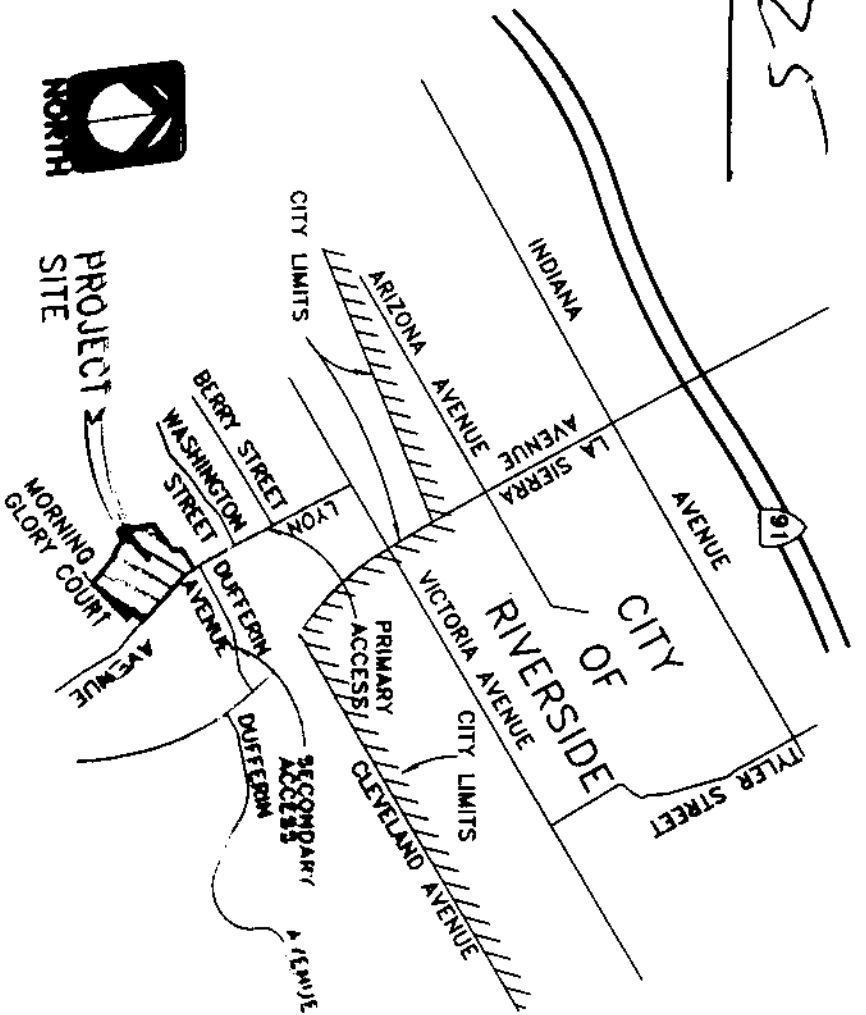 52
NORTH
PROJECT
SITE
CITY LIMITS
ARIZONA AVENUE
INDIANA AVENUE
LA SIERRA
AVENUE
91
BERRY STREET
WASHINGTON
STREET
LYON AVENUE
MORNING
GLORY COURT
DUFFERIN
AVENUE
PRIMARY
ACCESS
VICTORIA AVENUE
CITY
OF
RIVERSIDE
CITY LIMITS
TYLER STREET
SECONDARY
ACCESS
DUFFERIN AVENUE
CLEVELAND AVENUE